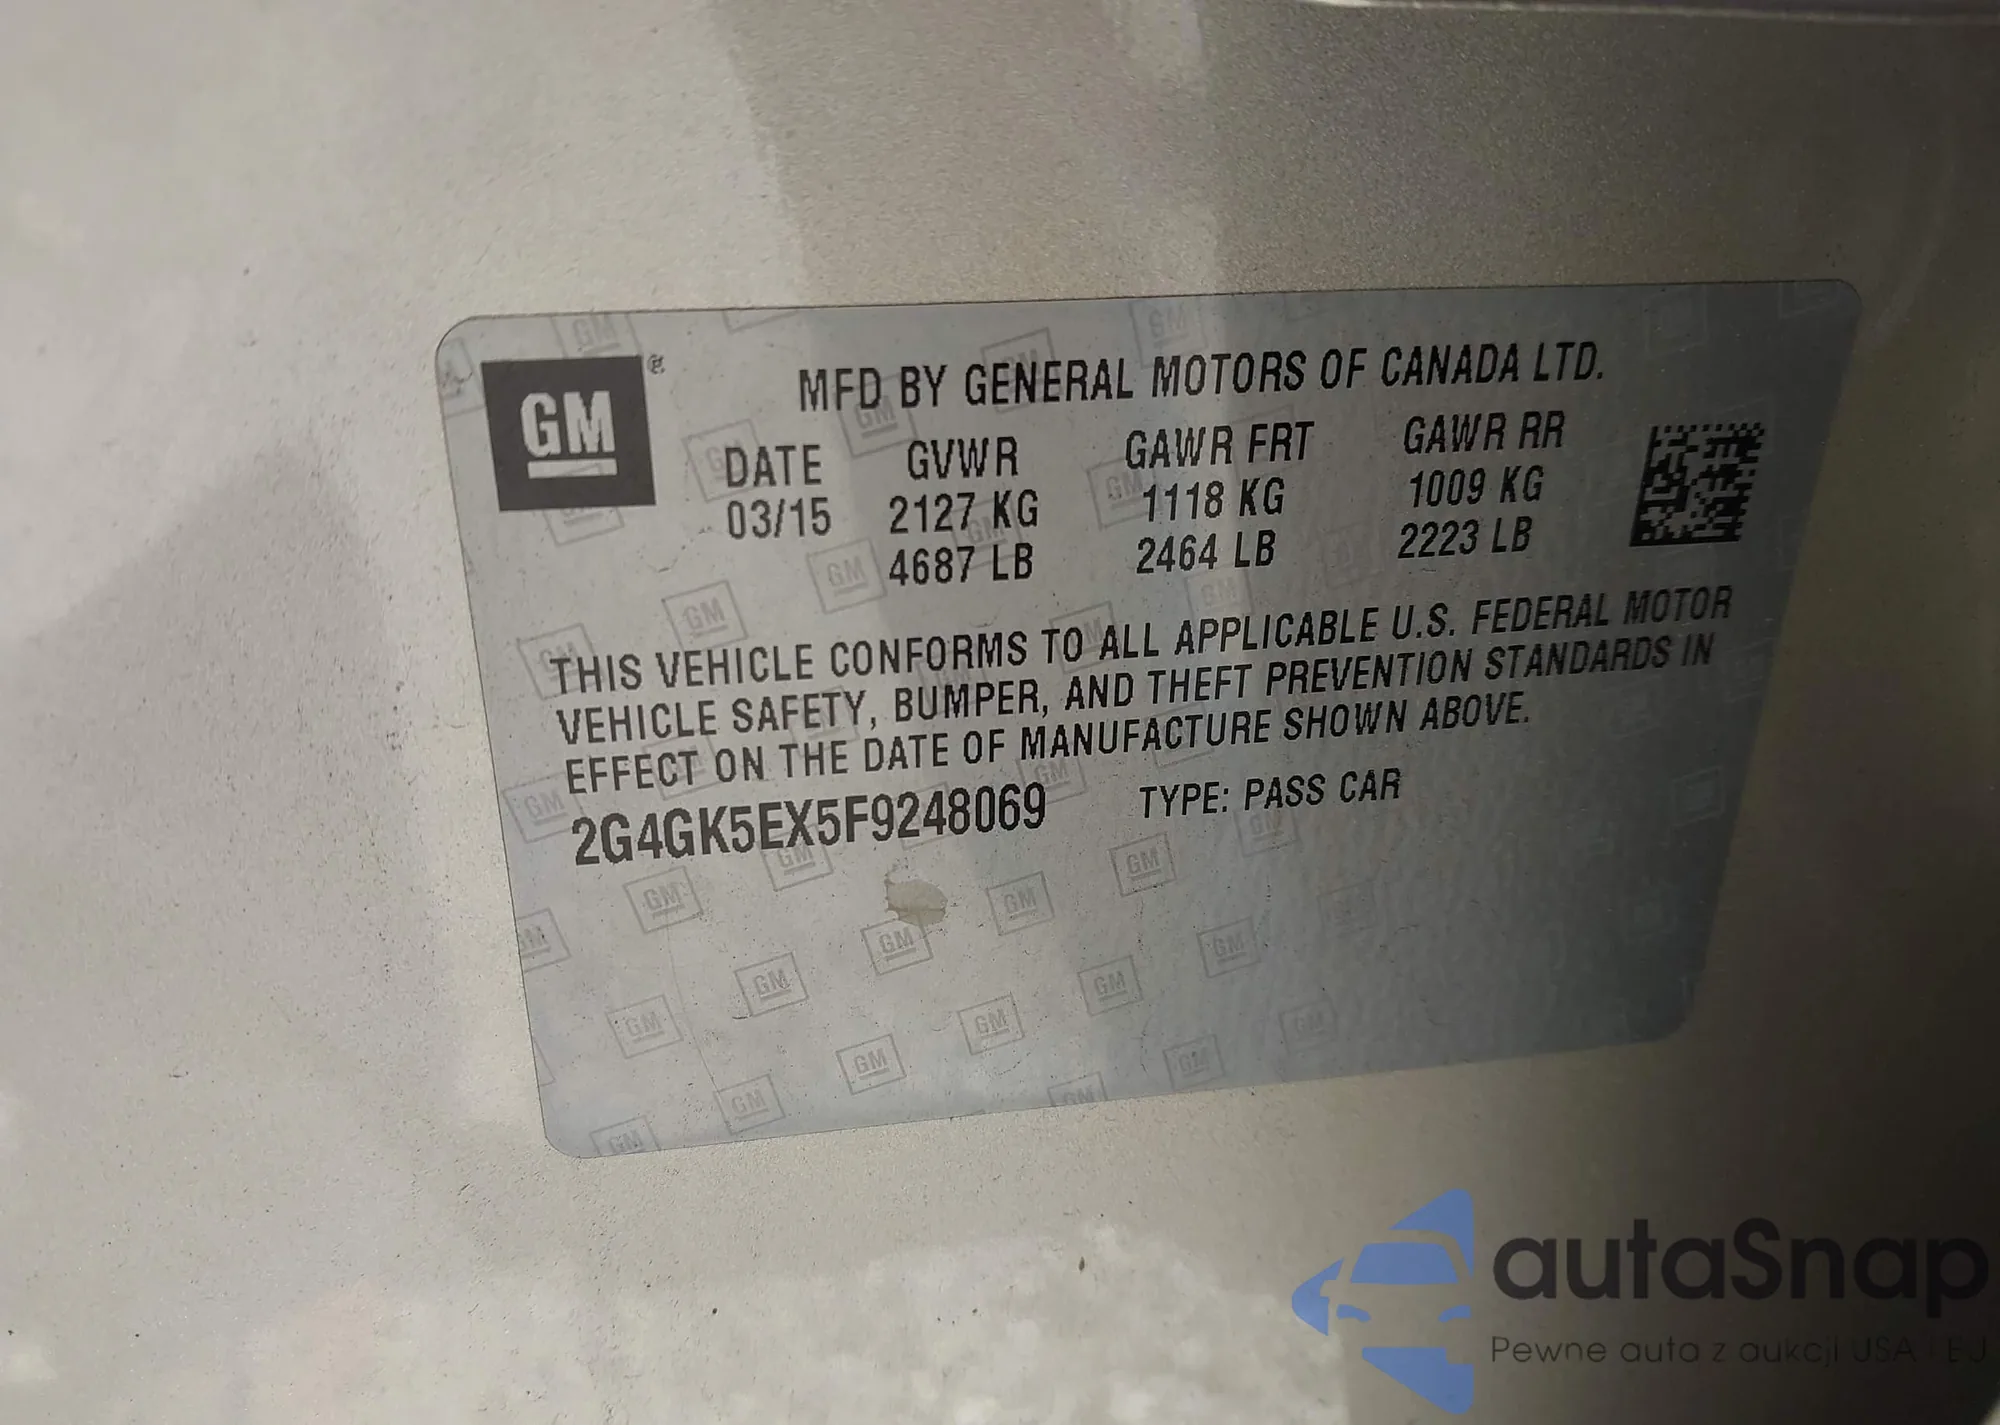 GM ®
MFD BY GENERAL MOTORS OF CANADA LTD.
DATE GVWR GAWR FRT GAWR RR
03/15 2127 KG 1118 KG 1009 KG
4687 LB 2464 LB 2223 LB
THIS VEHICLE CONFORMS TO ALL APPLICABLE U.S. FEDERAL MOTOR
VEHICLE SAFETY, BUMPER, AND THEFT PREVENTION STANDARDS IN
EFFECT ON THE DATE OF MANUFACTURE SHOWN ABOVE.
2G4GK5EX5F9248069 TYPE: PASS CAR
autaSnap
Pewne auta z aukcji USA i EU